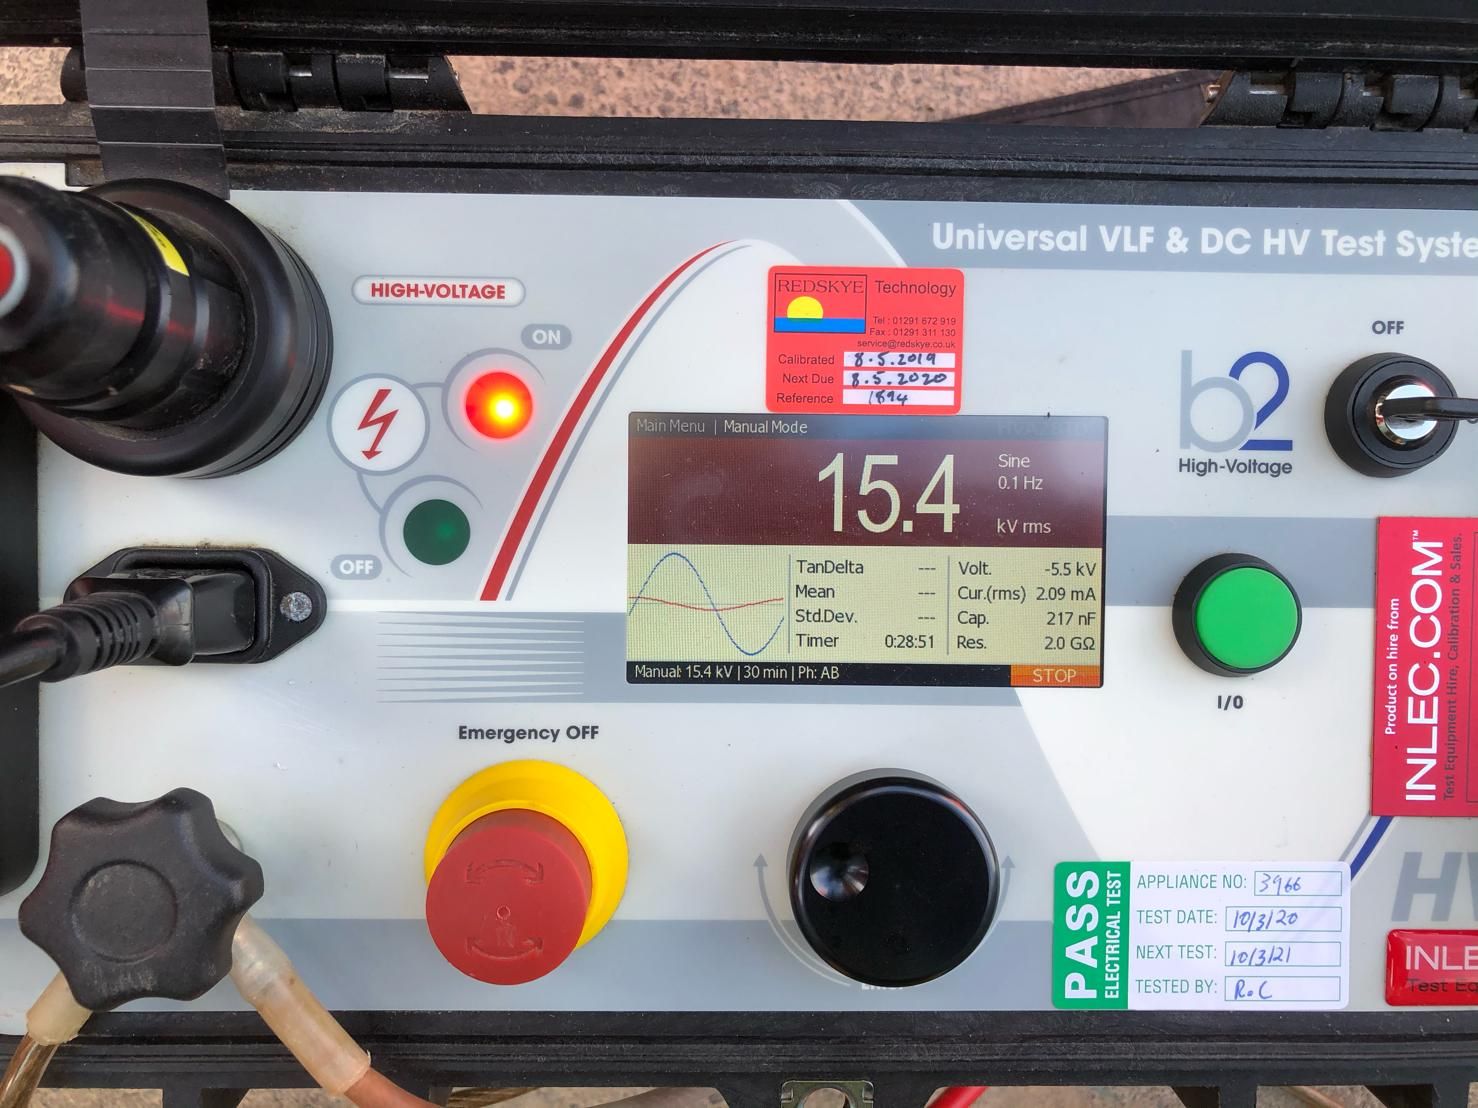 Universal VLF & DC HV Test Syste
HIGH-VOLTAGE
ON
OFF
REDSKYE Technology
Tel : 01291 672 919
Fax : 01291 311 130
service@redskye.co.uk
Calibrated 8.5.2019
Next Due 8.5.2020
Reference 1894
OFF
b2
High-Voltage
Main Menu | Manual Mode
15.4
Sine
0.1 Hz
kV rms
TanDelta ---
Mean ---
Std.Dev. ---
Timer 0:28:51
Volt. -5.5 kV
Cur.(rms) 2.09 mA
Cap. 217 nF
Res. 2.0 GΩ
Manual: 15.4 kV | 30 min | Ph: AB
STOP
I/0
Product on hire from
INLEC.COM™
Test Equipment Hire, Calibration & Sales.
Emergency OFF
PASS
ELECTRICAL TEST
APPLIANCE NO: 3966
TEST DATE: 10/3/20
NEXT TEST: 10/3/21
TESTED BY: R.C
HV
INLE
Test Eq